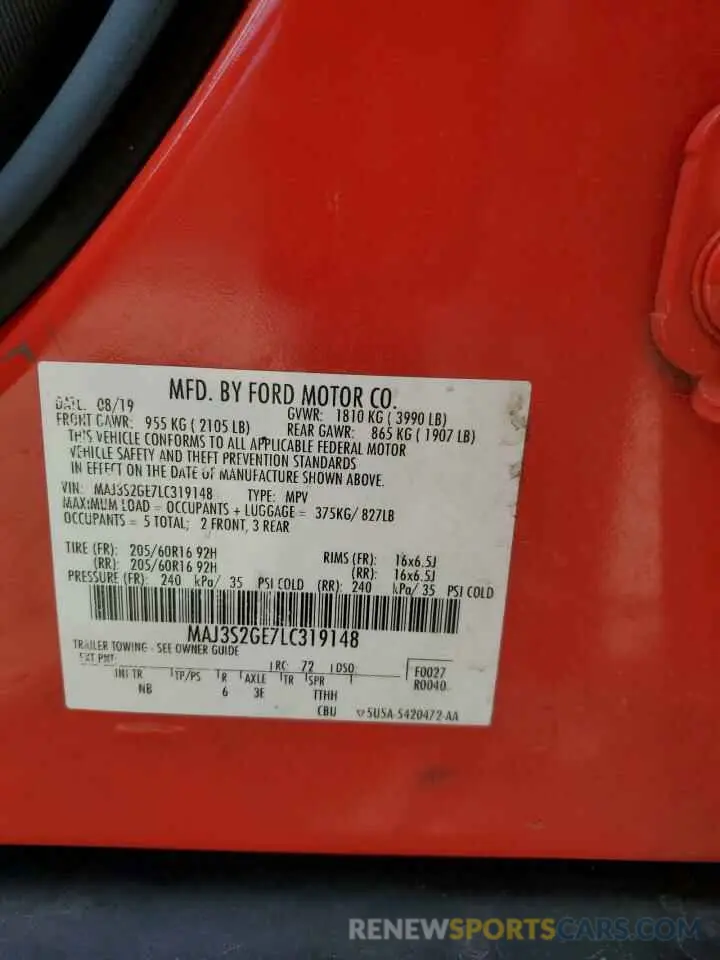 MFD. BY FORD MOTOR CO.
DATE: 08/19 GVWR: 1810 KG ( 3990 LB)
FRONT GAWR: 955 KG ( 2105 LB) REAR GAWR: 865 KG ( 1907 LB)
THIS VEHICLE CONFORMS TO ALL APPLICABLE FEDERAL MOTOR
VEHICLE SAFETY AND THEFT PREVENTION STANDARDS
IN EFFECT ON THE DATE OF MANUFACTURE SHOWN ABOVE.
VIN: MAJ3S2GE7LC319148 TYPE: MPV
MAXIMUM LOAD = OCCUPANTS + LUGGAGE = 375KG/ 827LB
OCCUPANTS = 5 TOTAL; 2 FRONT, 3 REAR
TIRE (FR): 205/60R16 92H RIMS (FR): 16x6.5J
(RR): 205/60R16 92H (RR): 16x6.5J
PRESSURE (FR): 240 kPa/ 35 PSI COLD (RR): 240 kPa/ 35 PSI COLD
MAJ3S2GE7LC319148
TRAILER TOWING - SEE OWNER GUIDE
EXT PNT: RC: 72 DSO: F0027
INT TR TP/PS R AXLE TR SPR R0040
NB 6 3E TTHH
CBU 5U5A-5420472-AA
RENEWSPORTSCARS.COM